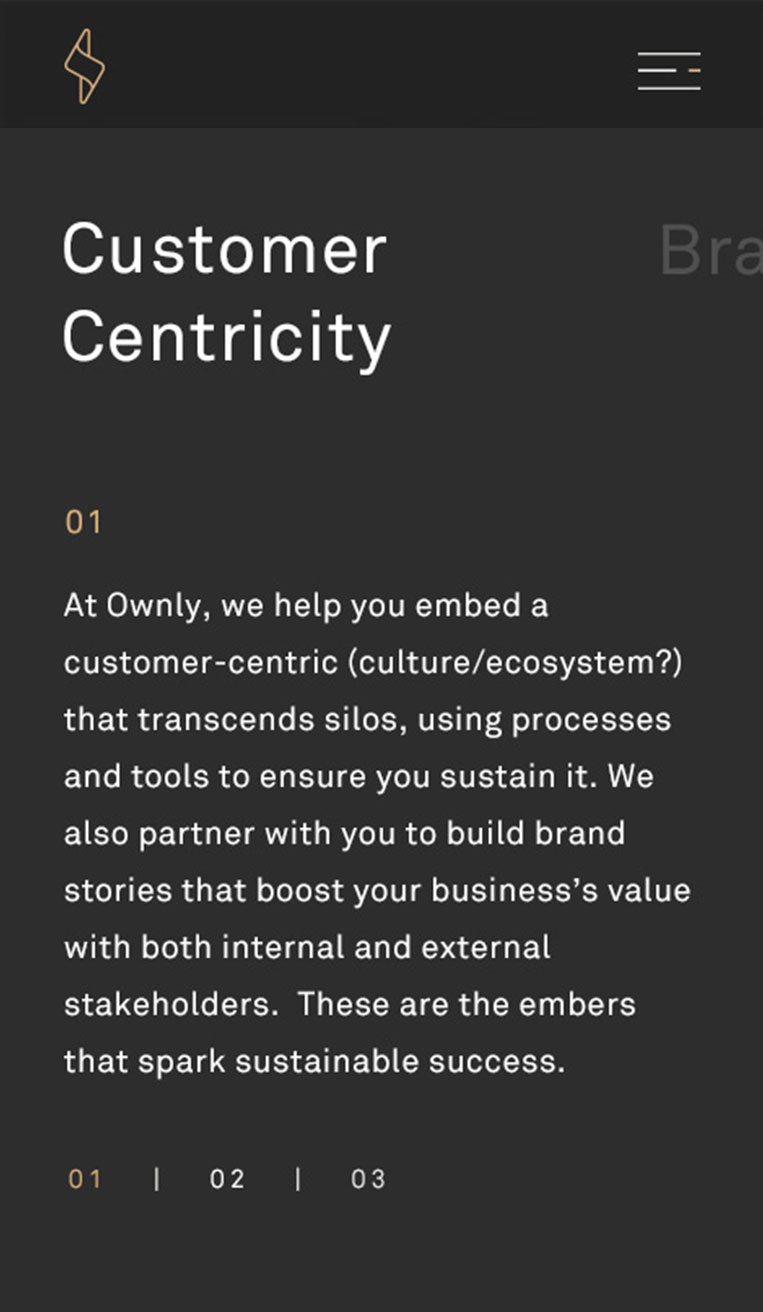 Customer
Centricity
Bra
01
At Ownly, we help you embed a
customer-centric (culture/ecosystem?)
that transcends silos, using processes
and tools to ensure you sustain it. We
also partner with you to build brand
stories that boost your business’s value
with both internal and external
stakeholders.  These are the embers
that spark sustainable success.
01 | 02 | 03